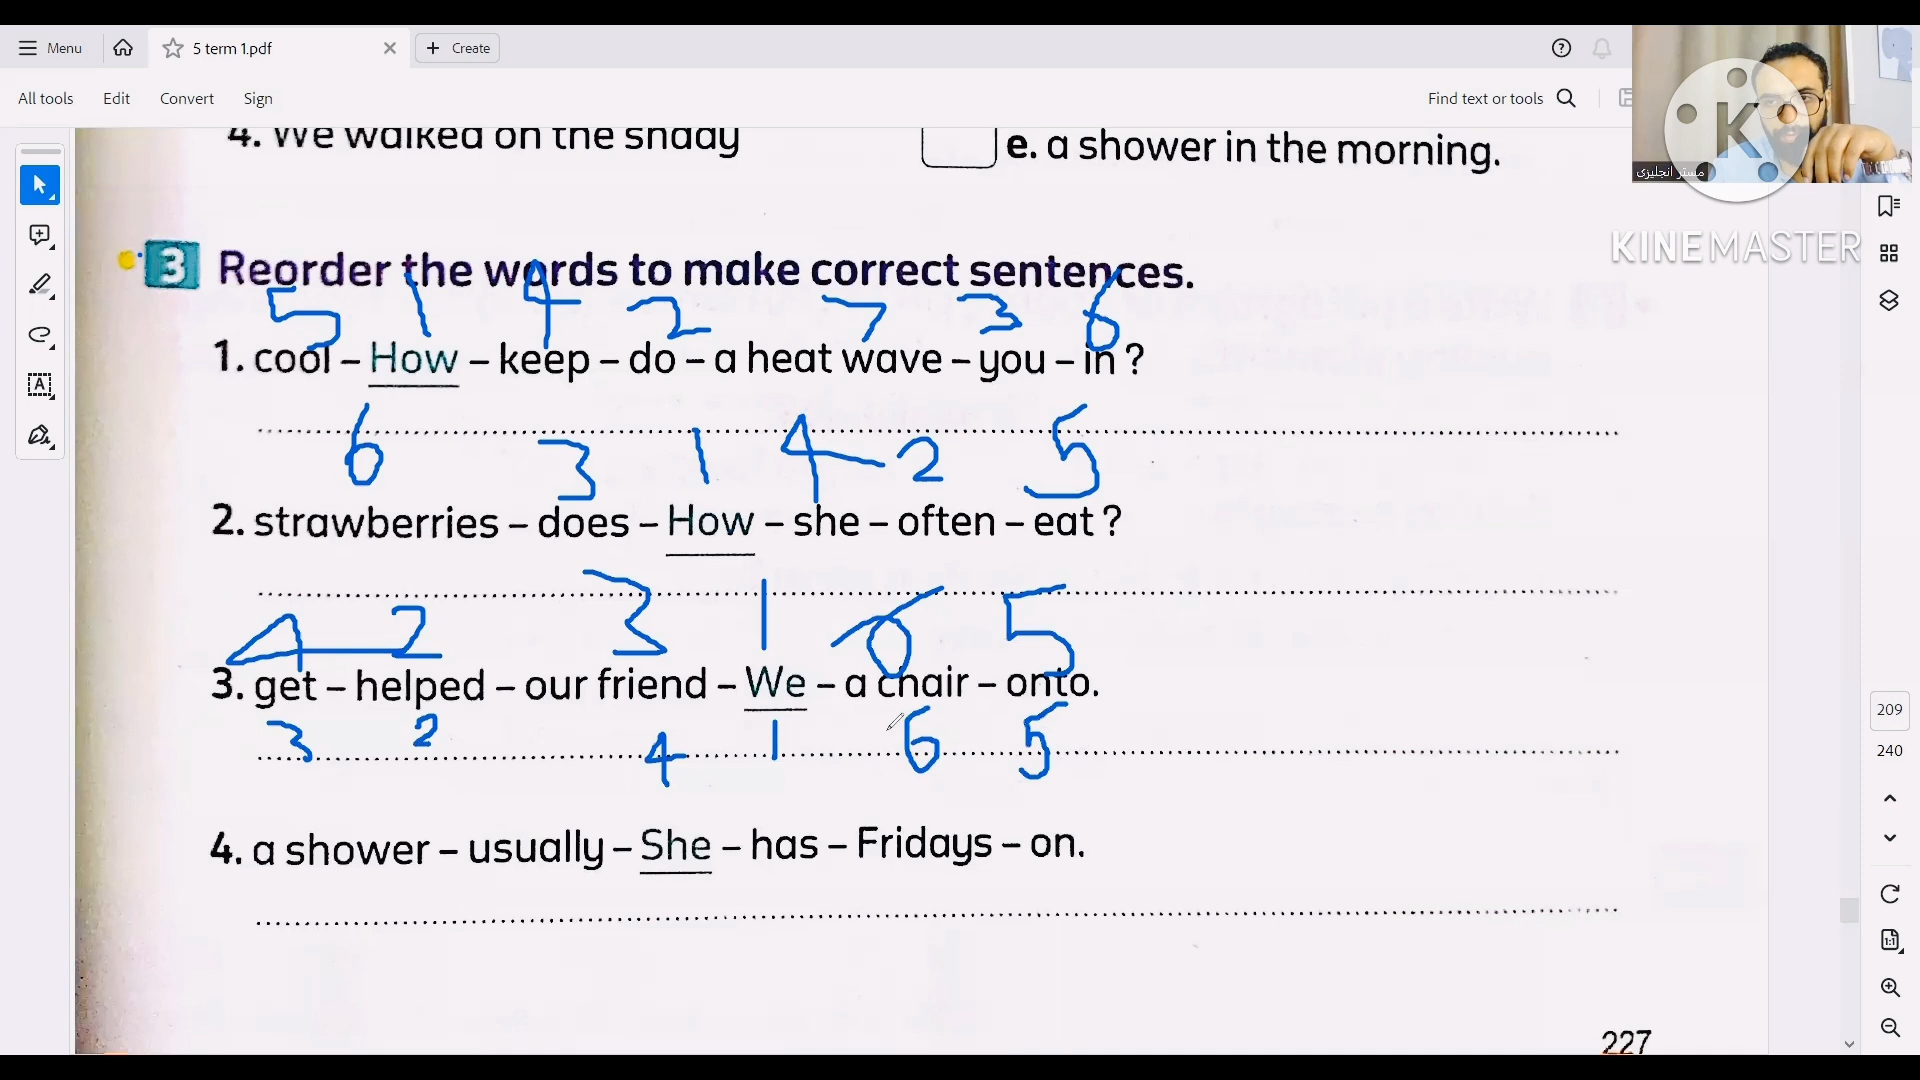 Menu
5 term 1.pdf
Create
All tools
Edit
Convert
Sign
Find text or tools
مستر انجليزى
K
KINEMASTER
4. We walked on the shady
e. a shower in the morning.
3 Reorder the words to make correct sentences.
5 1 4 2 7 3 6
1. cool – How – keep – do – a heat wave – you – in ?
6 3 1 4 2 5
2. strawberries – does – How – she – often – eat ?
4 2 3 1 6 5
3. get – helped – our friend – We – a chair – onto.
3 2 4 1 6 5
4. a shower – usually – She – has – Fridays – on.
227
209
240